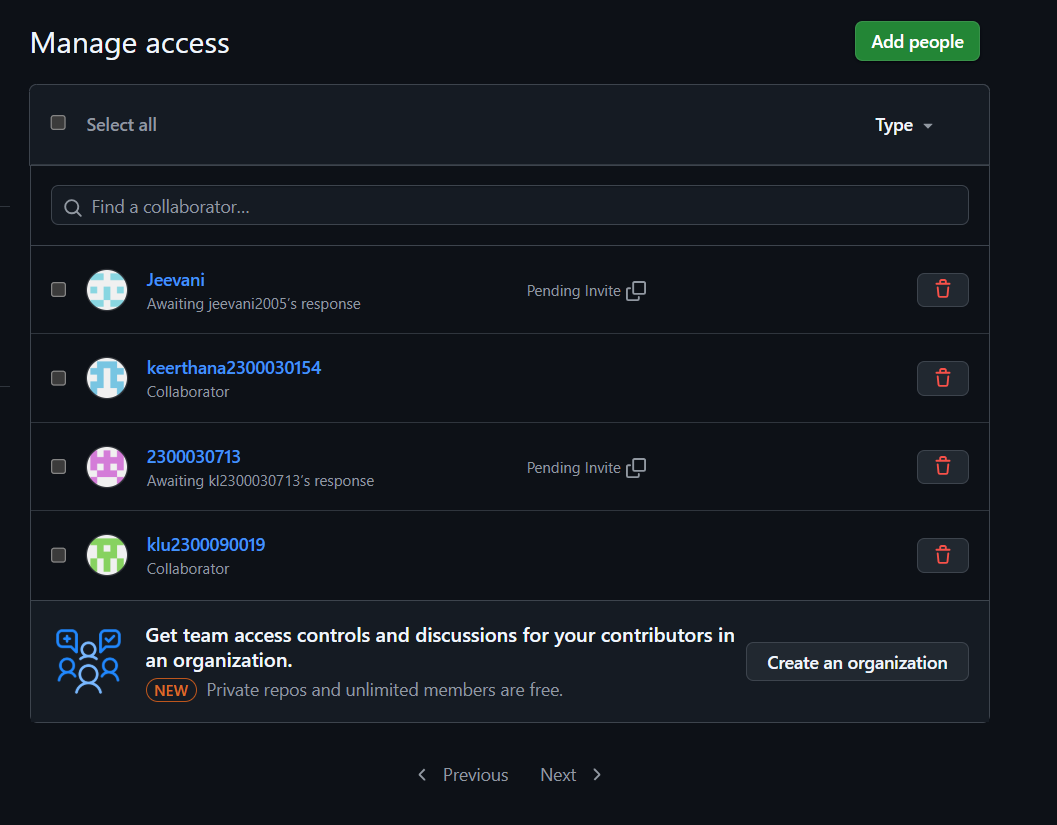 Manage access
Add people
Select all
Type
Find a collaborator...
Jeevani
Awaiting jeevani2005's response
Pending Invite
keerthana2300030154
Collaborator
2300030713
Awaiting kl2300030713's response
Pending Invite
klu2300090019
Collaborator
Get team access controls and discussions for your contributors in
an organization.
Create an organization
NEW Private repos and unlimited members are free.
Previous Next